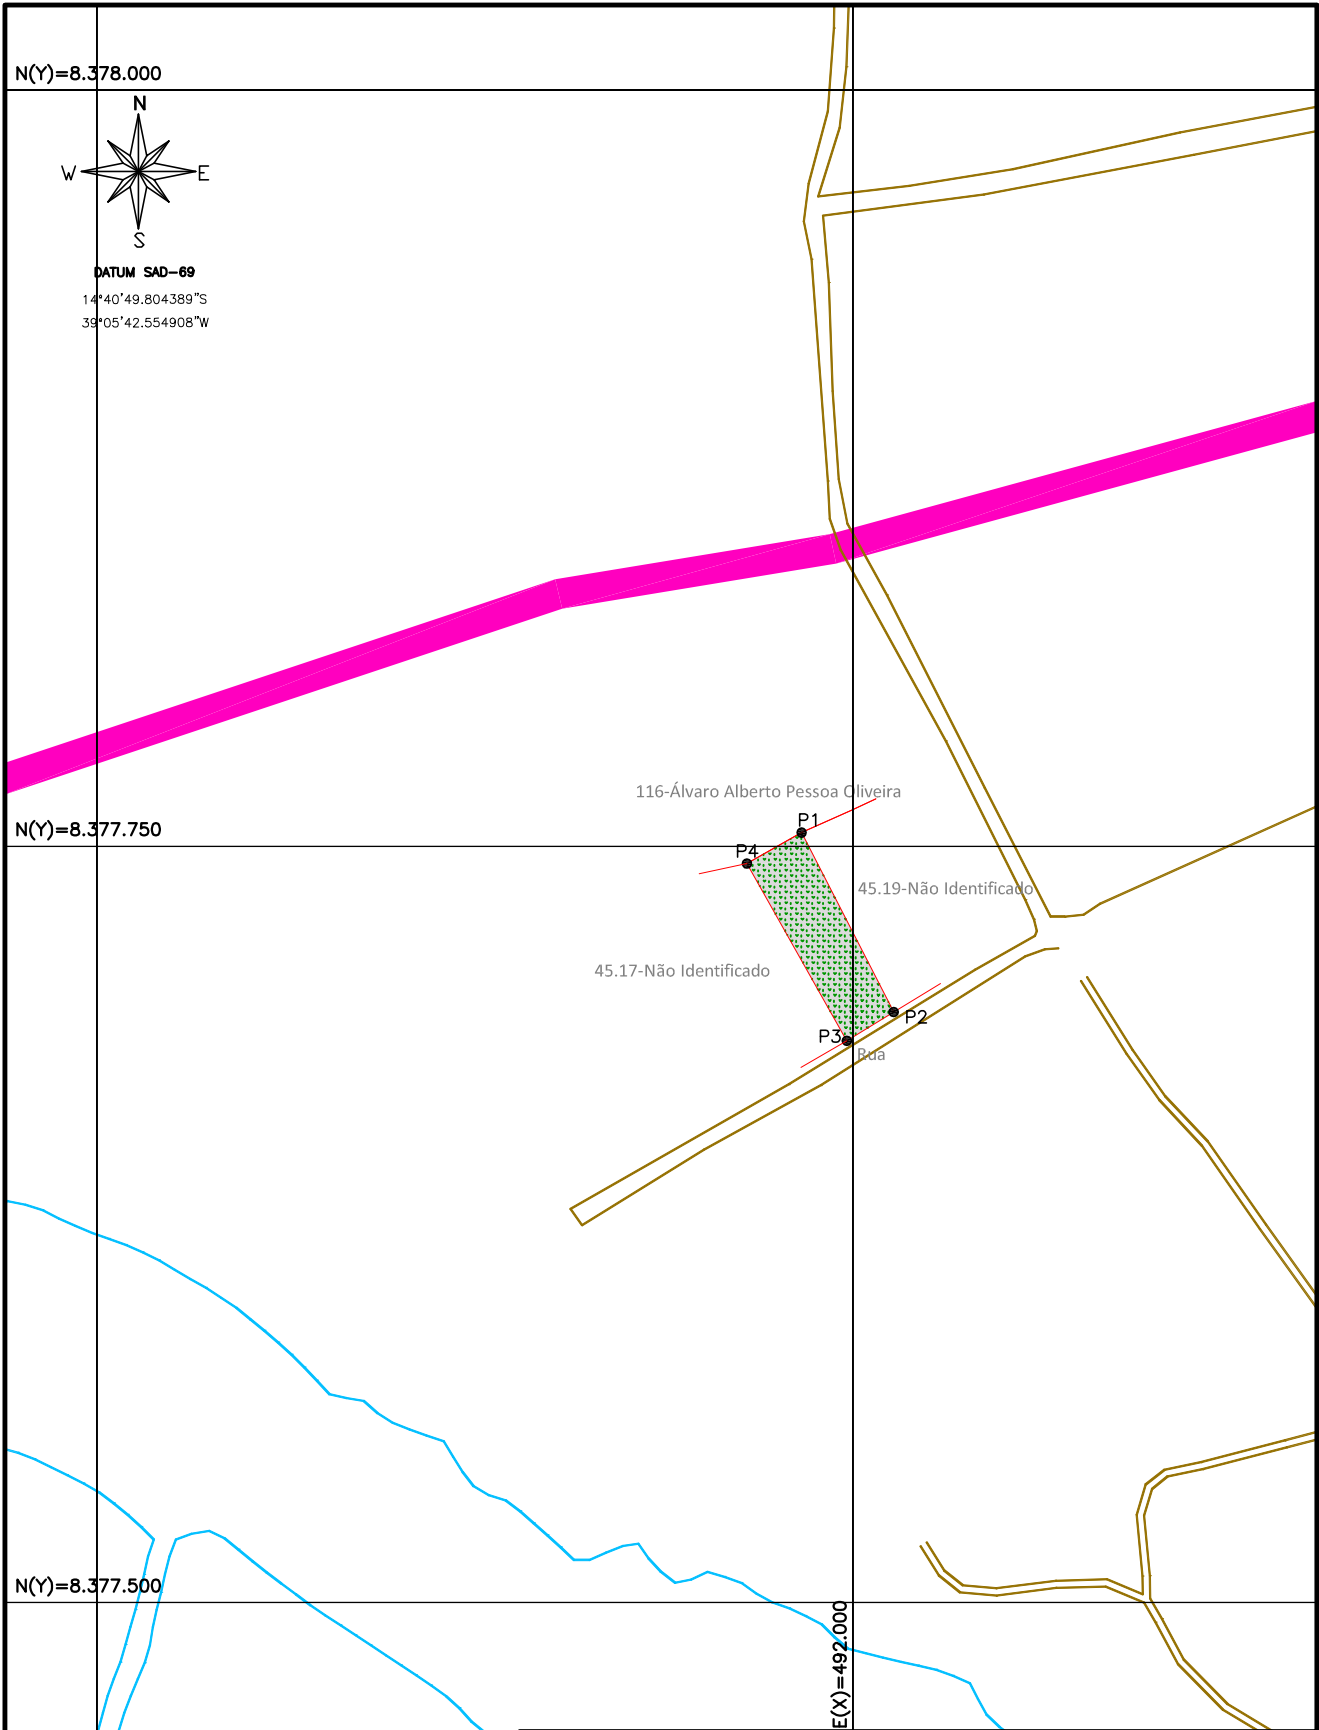 N(Y)=8.378.000
N
W
E
S
DATUM SAD-69
14°40'49.804389"S
39°05'42.554908"W
116-Álvaro Alberto Pessoa Oliveira
P1
N(Y)=8.377.750
P4
45.19-Não Identificado
45.17-Não Identificado
P2
P3
Rua
N(Y)=8.377.500
E(X)=492.000